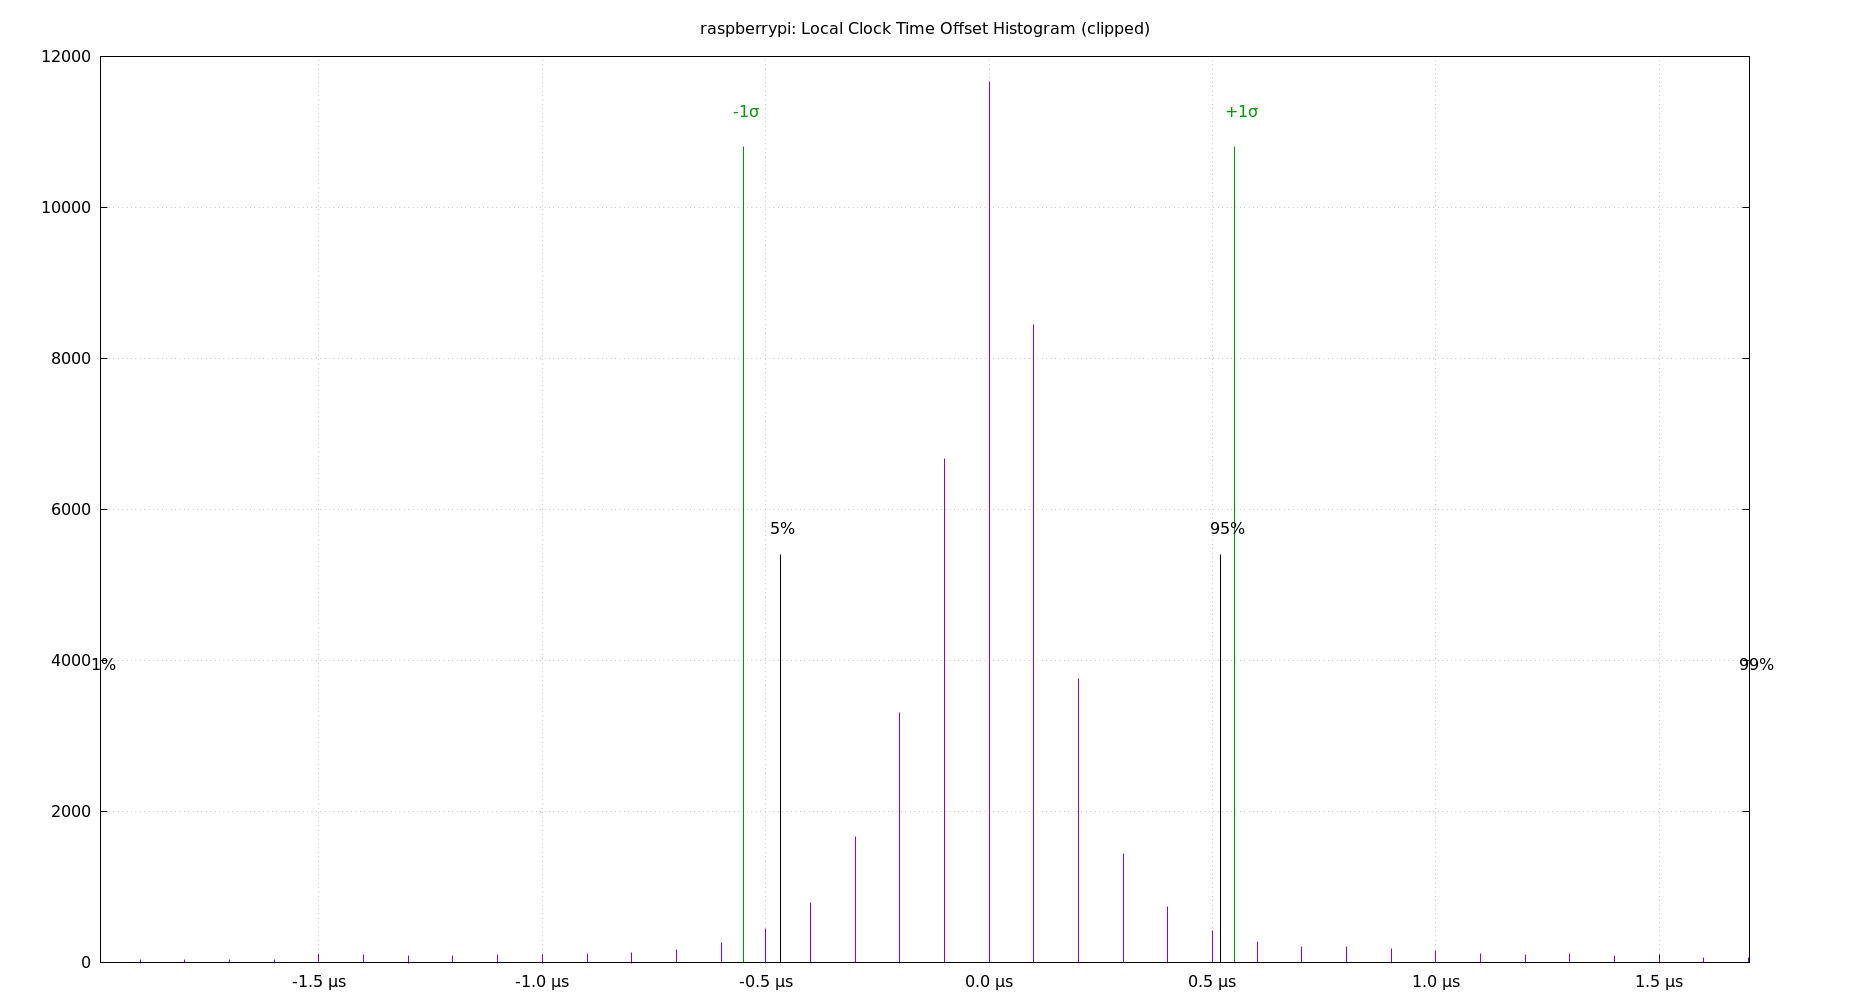 raspberrypi: Local Clock Time Offset Histogram (clipped)
12000
-1σ
+1σ
10000
8000
6000
5%
95%
4000
1%
99%
2000
0
-1.5 µs
-1.0 µs
-0.5 µs
0.0 µs
0.5 µs
1.0 µs
1.5 µs